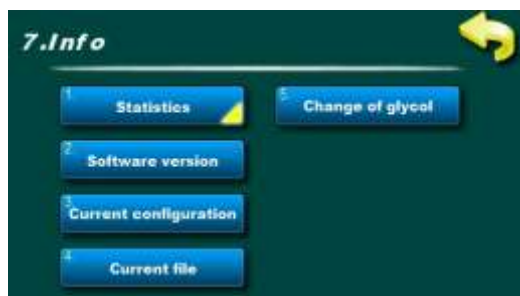 7.Info
1
Statistics
2
Software version
3
Current configuration
4
Current file
5
Change of glycol